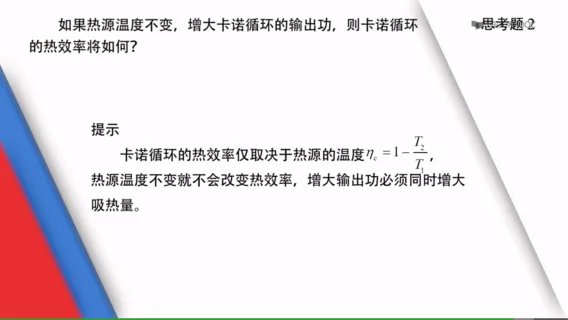 如果热源温度不变，增大卡诺循环的输出功，则卡诺循环
思考题 2
的热效率将如何？
提示
卡诺循环的热效率仅取决于热源的温度 η_c = 1 − T_2/T_1，
热源温度不变就不会改变热效率，增大输出功必须同时增大
吸热量。